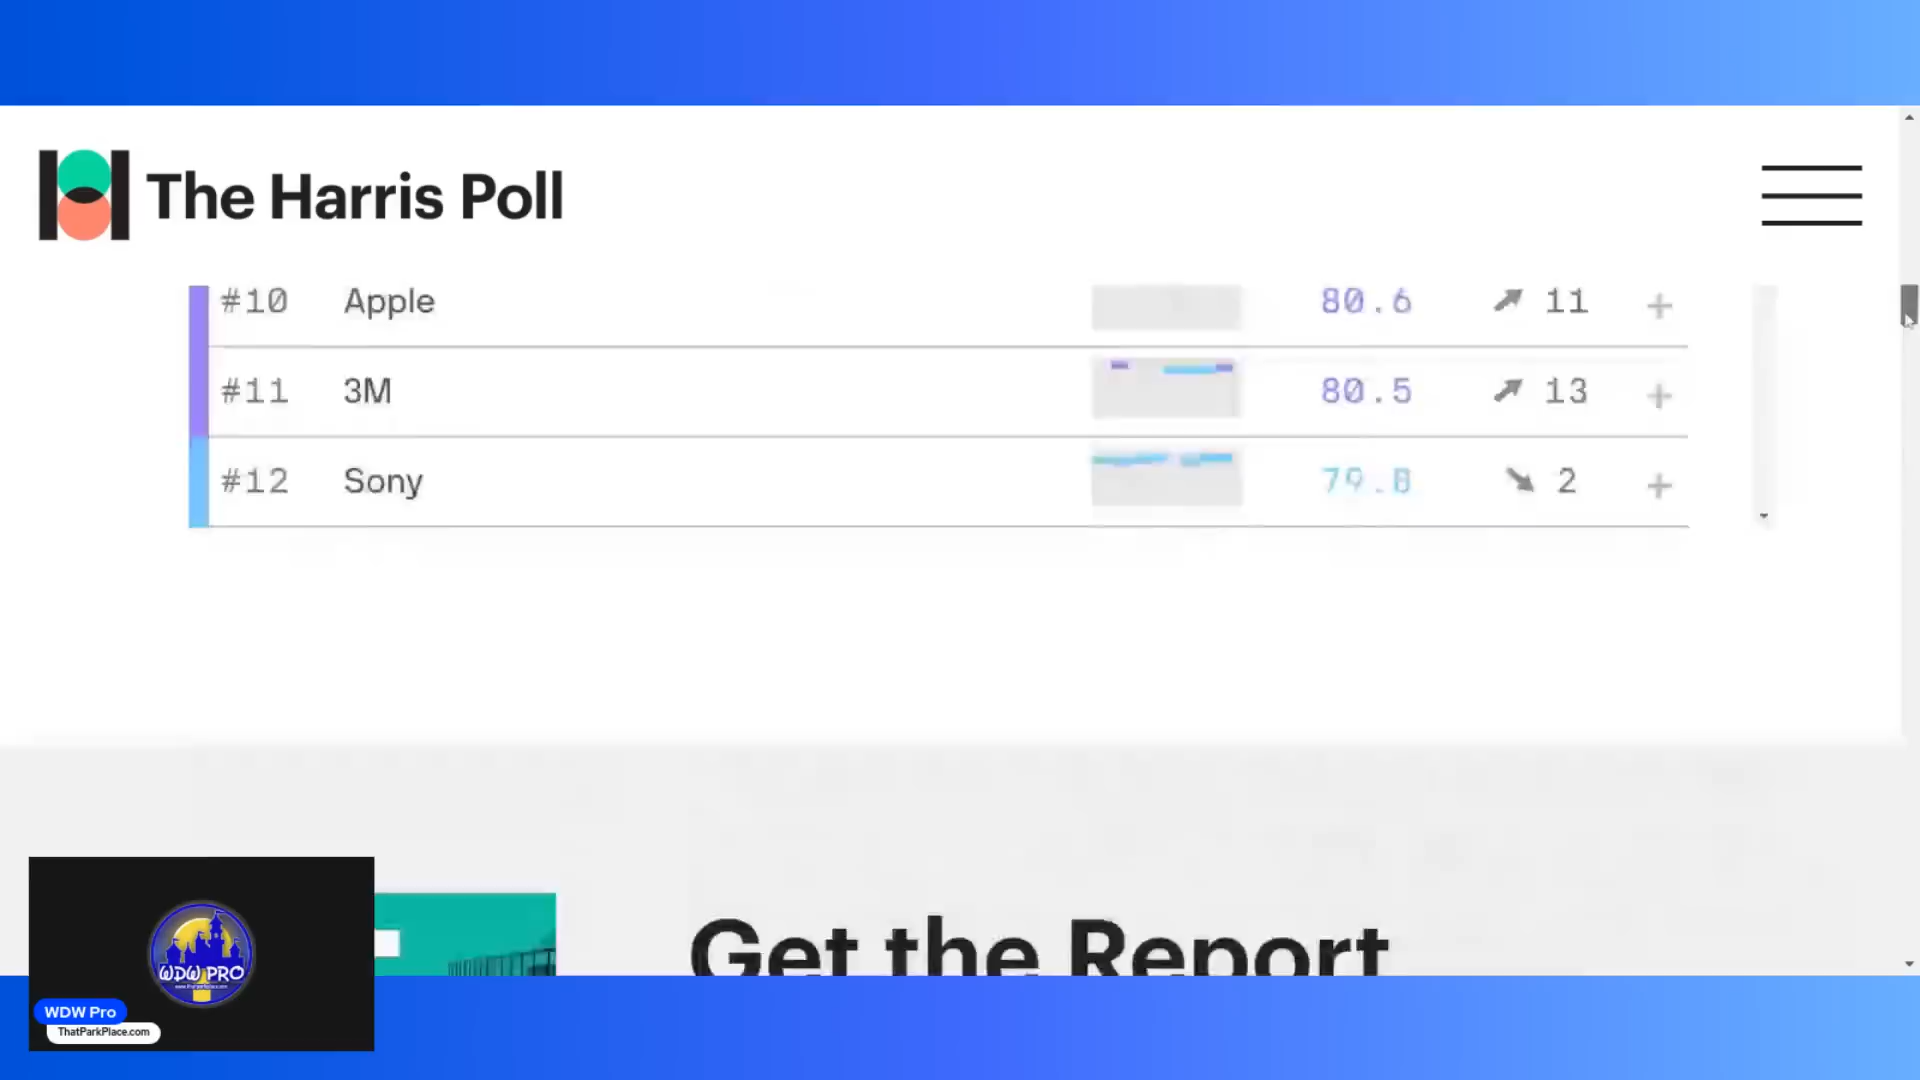 The Harris Poll
#10 Apple 80.6 11 +
#11 3M 80.5 13 +
#12 Sony 79.8 2 +
Get the Report
WDW PRO
WDW Pro
ThatParkPlace.com